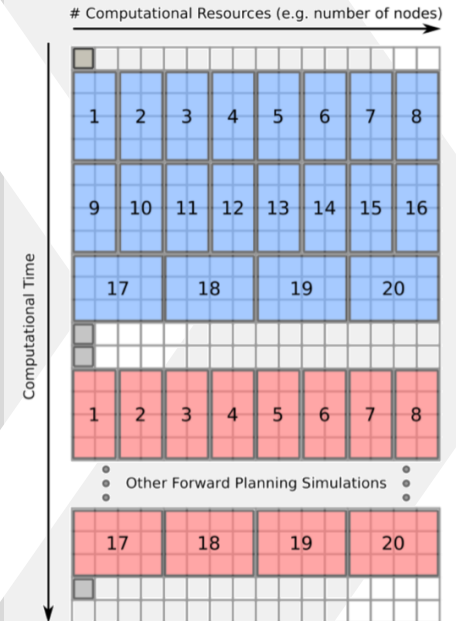 # Computational Resources (e.g. number of nodes)
Computational Time
1 2 3 4 5 6 7 8
9 10 11 12 13 14 15 16
17 18 19 20
1 2 3 4 5 6 7 8
Other Forward Planning Simulations
17 18 19 20